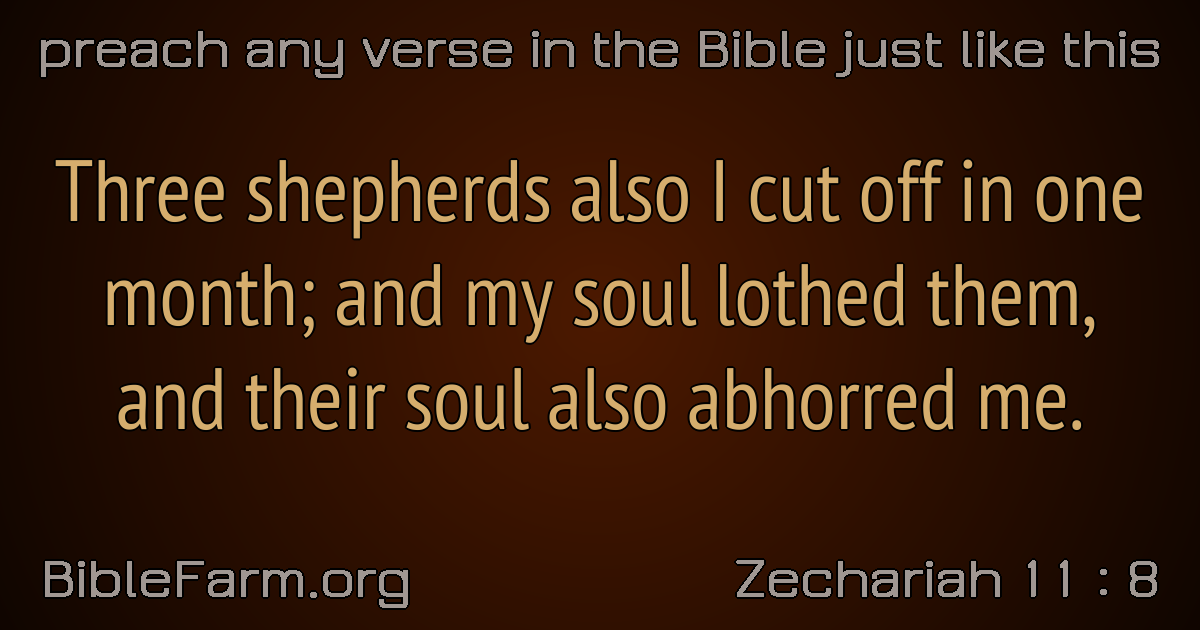 preach any verse in the Bible just like this
Three shepherds also I cut off in one
month; and my soul lothed them,
and their soul also abhorred me.
BibleFarm.org
Zechariah 11 : 8